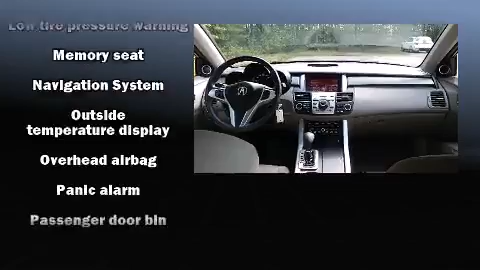 Low tire pressure warning
Memory seat
Navigation System
Outside
temperature display
Overhead airbag
Panic alarm
Passenger door bin